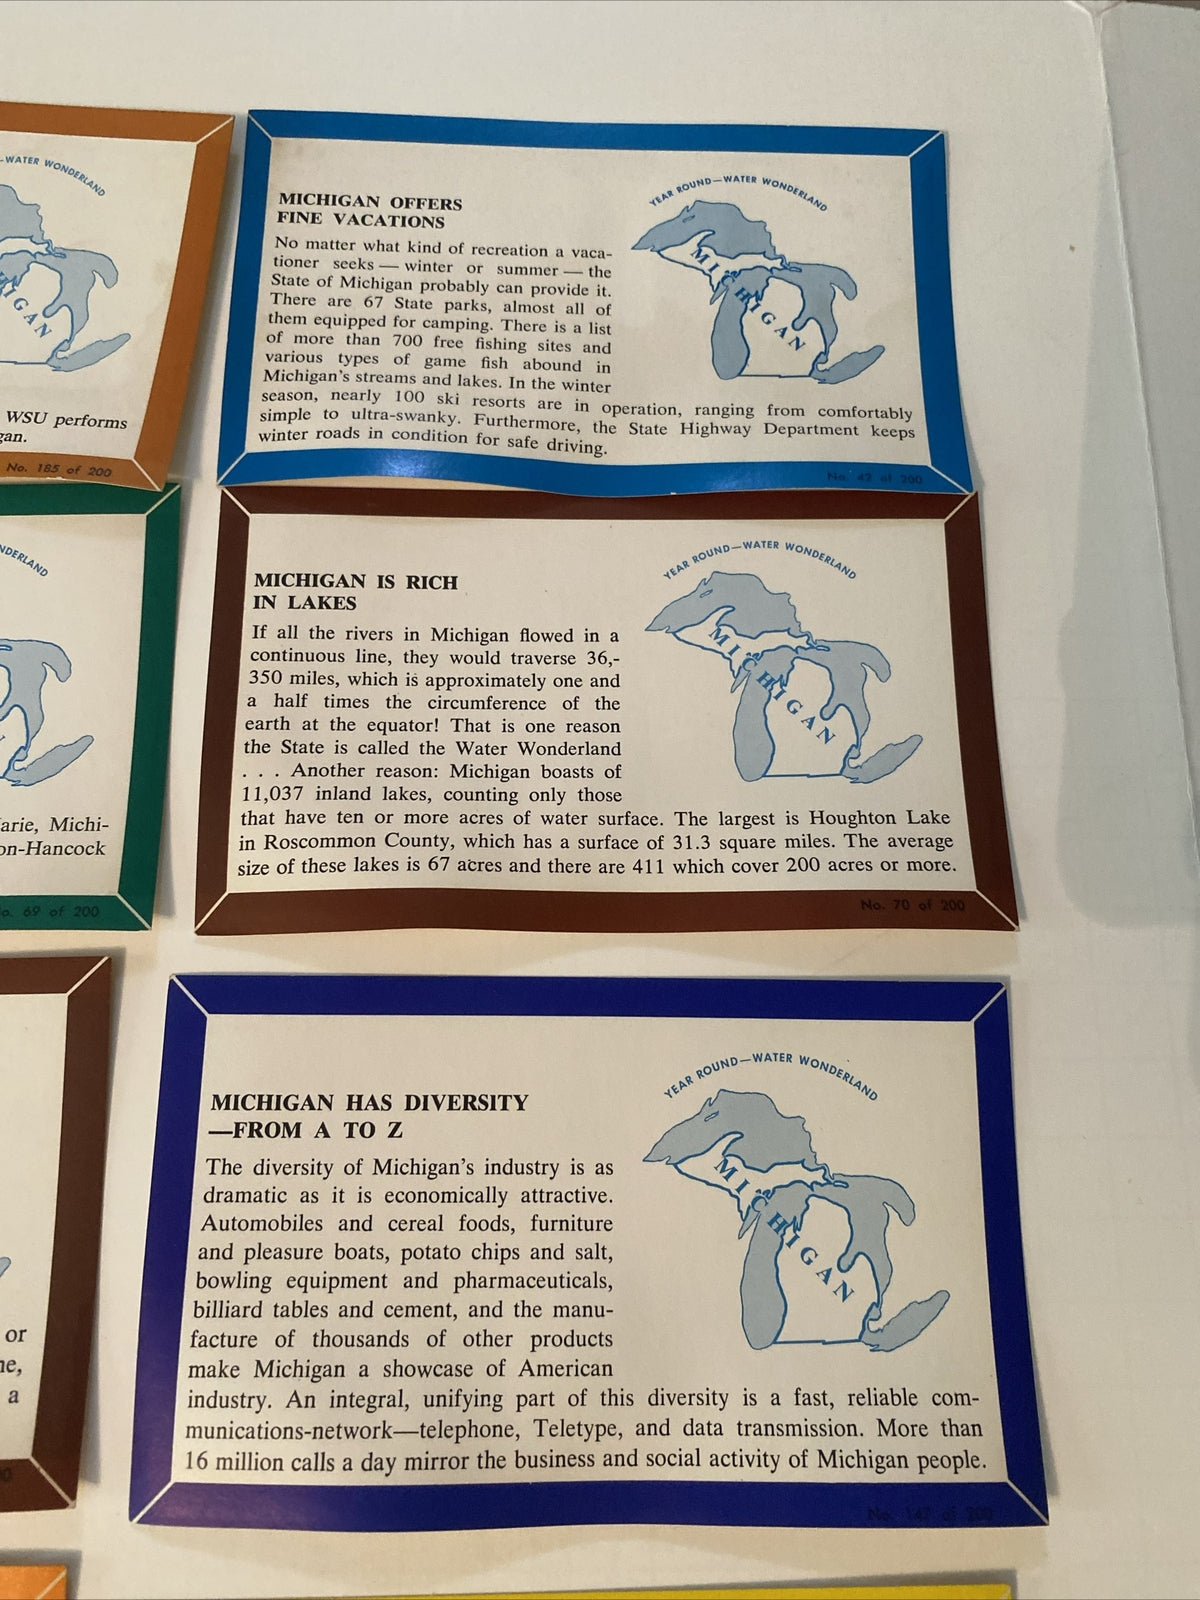 -WATER WONDERLAND
HIGAN
WSU performs
gan.
No. 185 of 200
YEAR ROUND—WATER WONDERLAND
MICHIGAN
MICHIGAN OFFERS
FINE VACATIONS
No matter what kind of recreation a vaca-
tioner seeks — winter or summer — the
State of Michigan probably can provide it.
There are 67 State parks, almost all of
them equipped for camping. There is a list
of more than 700 free fishing sites and
various types of game fish abound in
Michigan's streams and lakes. In the winter
season, nearly 100 ski resorts are in operation, ranging from comfortably
simple to ultra-swanky. Furthermore, the State Highway Department keeps
winter roads in condition for safe driving.
No. 42 of 200
NDERLAND
arie, Michi-
on-Hancock
o. 69 of 200
YEAR ROUND—WATER WONDERLAND
MICHIGAN
MICHIGAN IS RICH
IN LAKES
If all the rivers in Michigan flowed in a
continuous line, they would traverse 36,-
350 miles, which is approximately one and
a half times the circumference of the
earth at the equator! That is one reason
the State is called the Water Wonderland
. . . Another reason: Michigan boasts of
11,037 inland lakes, counting only those
that have ten or more acres of water surface. The largest is Houghton Lake
in Roscommon County, which has a surface of 31.3 square miles. The average
size of these lakes is 67 acres and there are 411 which cover 200 acres or more.
No. 70 of 200
or
ne,
a
YEAR ROUND—WATER WONDERLAND
MICHIGAN
MICHIGAN HAS DIVERSITY
—FROM A TO Z
The diversity of Michigan's industry is as
dramatic as it is economically attractive.
Automobiles and cereal foods, furniture
and pleasure boats, potato chips and salt,
bowling equipment and pharmaceuticals,
billiard tables and cement, and the manu-
facture of thousands of other products
make Michigan a showcase of American
industry. An integral, unifying part of this diversity is a fast, reliable com-
munications-network—telephone, Teletype, and data transmission. More than
16 million calls a day mirror the business and social activity of Michigan people.
No. 147 of 200